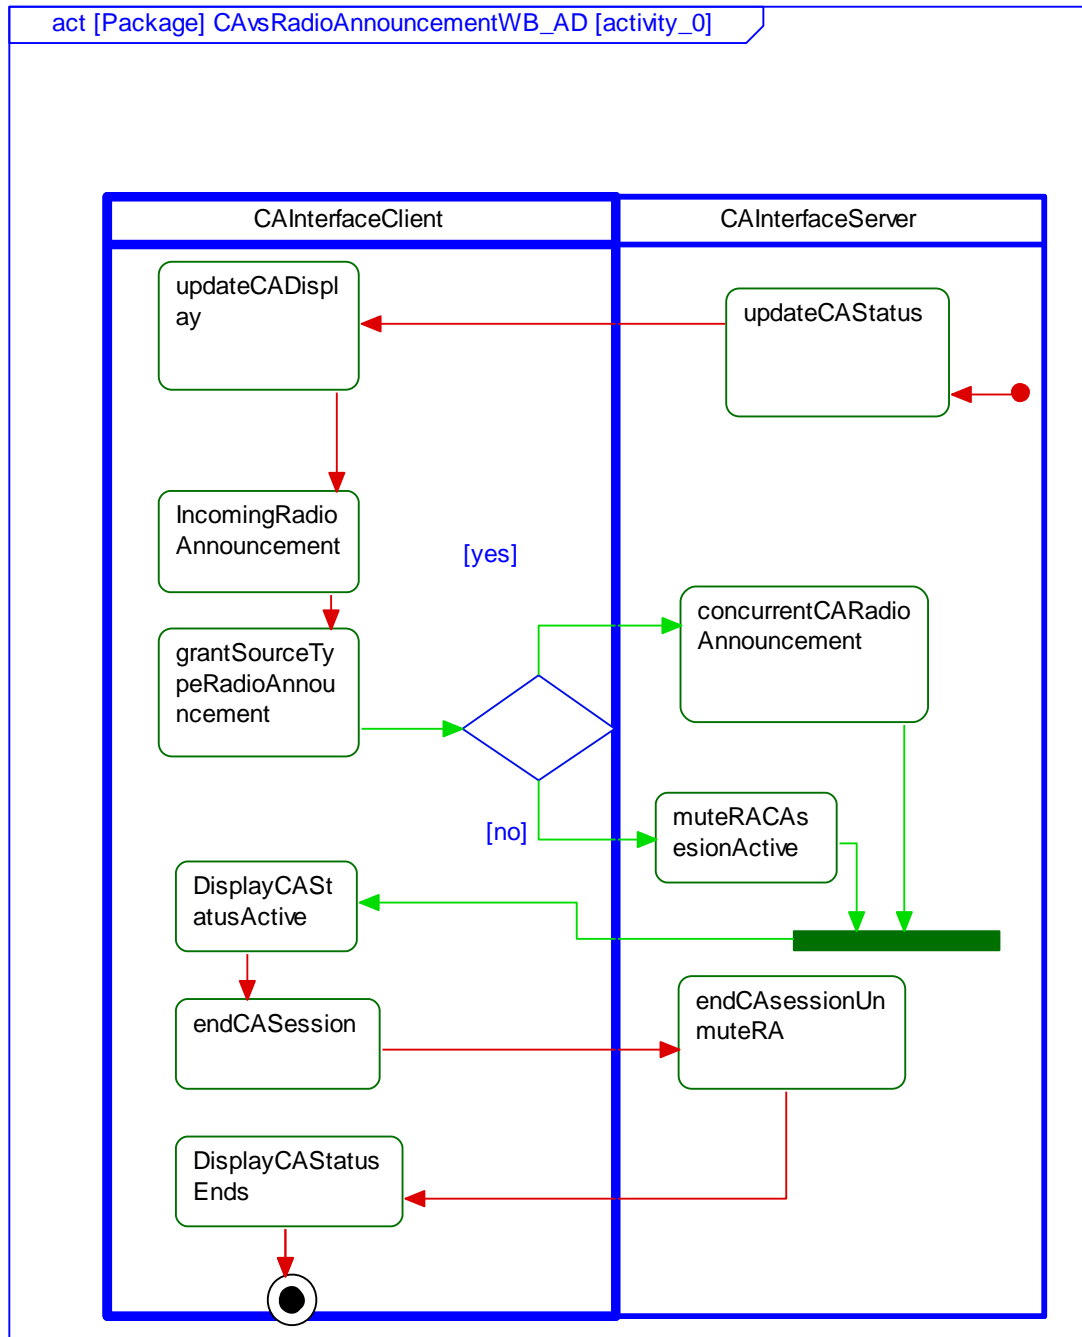 act [Package] CAvsRadioAnnouncementWB_AD [activity_0]
CAInterfaceClient
CAInterfaceServer
updateCADispl
ay
updateCAStatus
IncomingRadio
Announcement
[yes]
concurrentCARadio
Announcement
grantSourceTy
peRadioAnnou
ncement
[no]
muteRACAs
esionActive
DisplayCASt
atusActive
endCASession
endCAsessionUn
muteRA
DisplayCAStatus
Ends